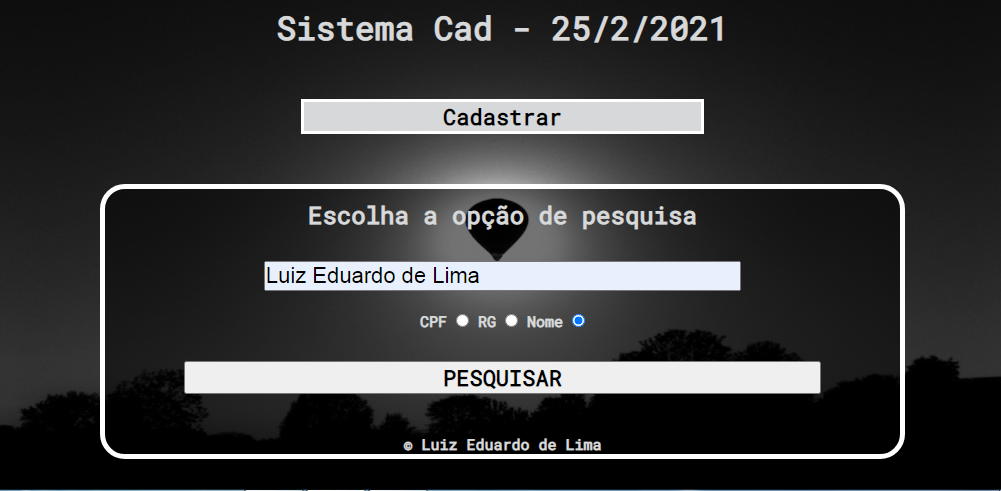 Sistema Cad - 25/2/2021
Cadastrar
Escolha a opção de pesquisa
Luiz Eduardo de Lima
CPF RG Nome
PESQUISAR
© Luiz Eduardo de Lima